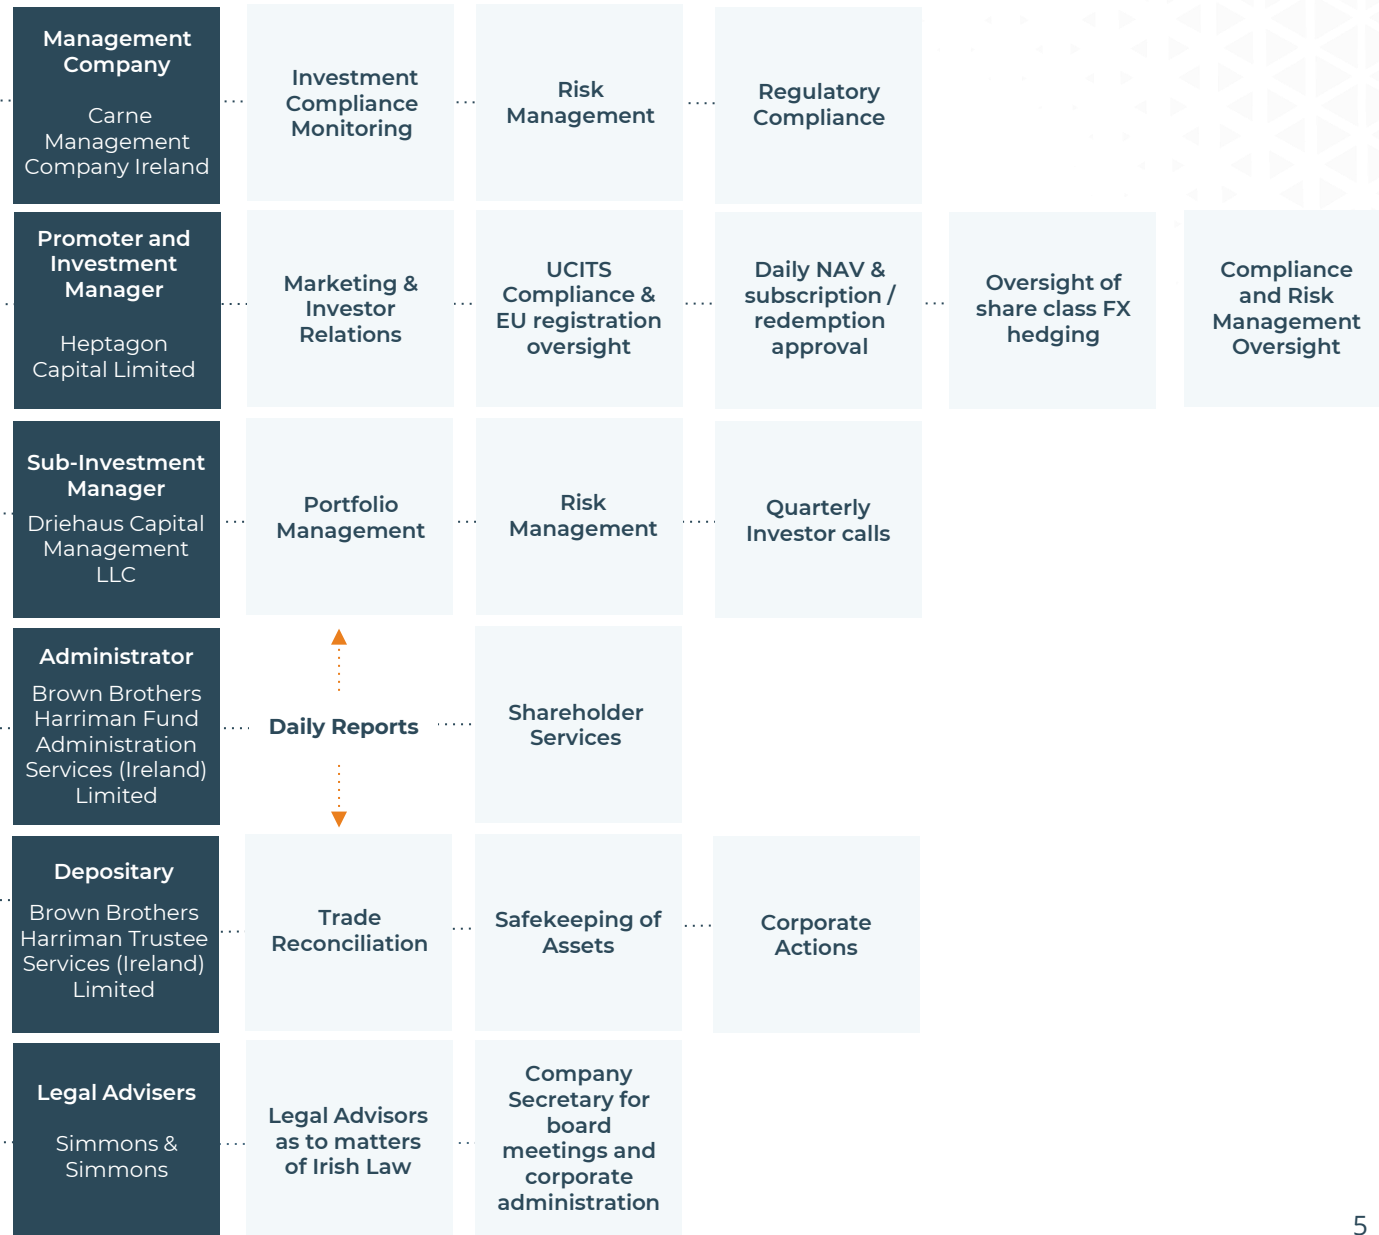 Management
Company
Carne
Management
Company Ireland
Investment
Compliance
Monitoring
Risk
Management
Regulatory
Compliance
Promoter and
Investment
Manager
Heptagon
Capital Limited
Marketing &
Investor
Relations
UCITS
Compliance &
EU registration
oversight
Daily NAV &
subscription /
redemption
approval
Oversight of
share class FX
hedging
Compliance
and Risk
Management
Oversight
Sub-Investment
Manager
Driehaus Capital
Management
LLC
Portfolio
Management
Risk
Management
Quarterly
Investor calls
Administrator
Brown Brothers
Harriman Fund
Administration
Services (Ireland)
Limited
Daily Reports
Shareholder
Services
Depositary
Brown Brothers
Harriman Trustee
Services (Ireland)
Limited
Trade
Reconciliation
Safekeeping of
Assets
Corporate
Actions
Legal Advisers
Simmons &
Simmons
Legal Advisors
as to matters
of Irish Law
Company
Secretary for
board
meetings and
corporate
administration
5